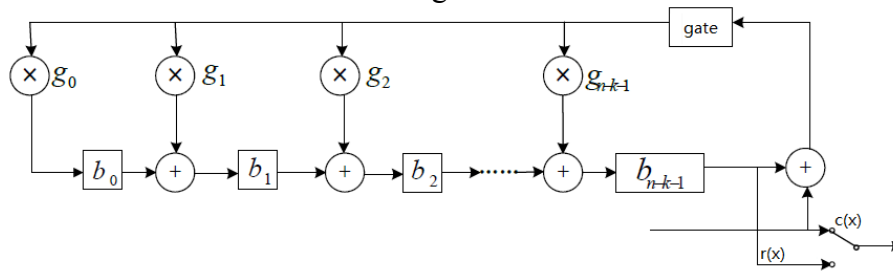 gate
× g₀ × g₁ × g₂ × gₙ₋ₖ₋₁
b₀ + b₁ + b₂ ······ + bₙ₋ₖ₋₁ +
c(x)
r(x)